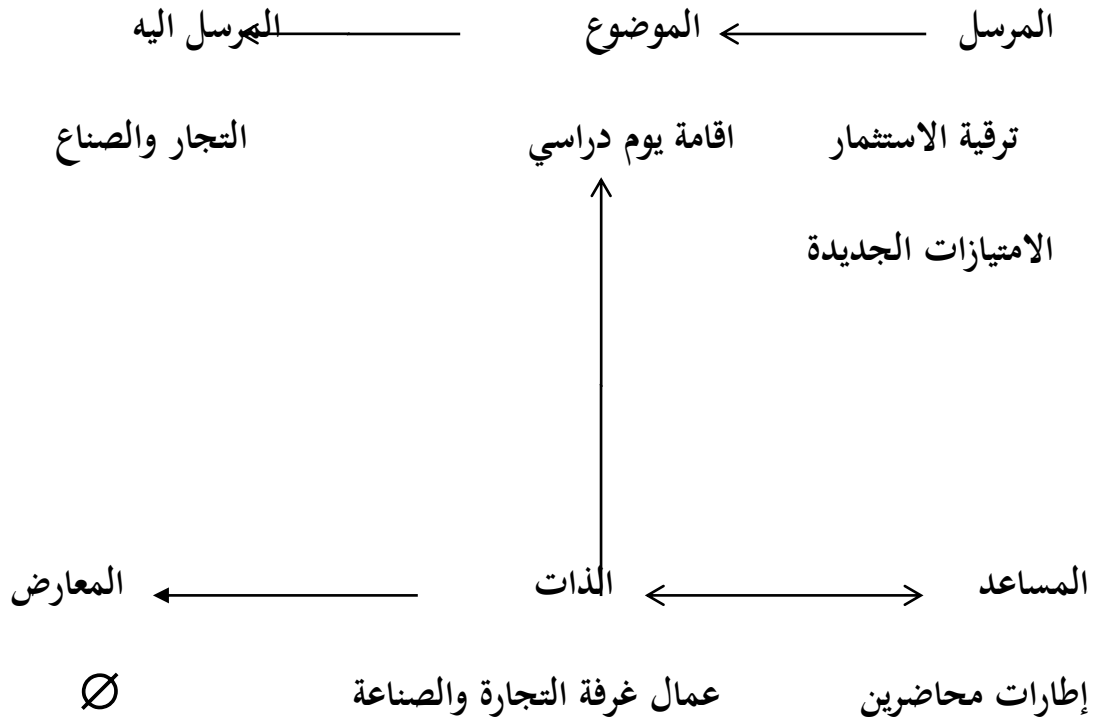 المرسل الموضوع المرسل اليه
ترقية الاستثمار اقامة يوم دراسي التجار والصناع
الامتيازات الجديدة
المساعد الذات المعارض
إطارات محاضرين عمال غرفة التجارة والصناعة ∅